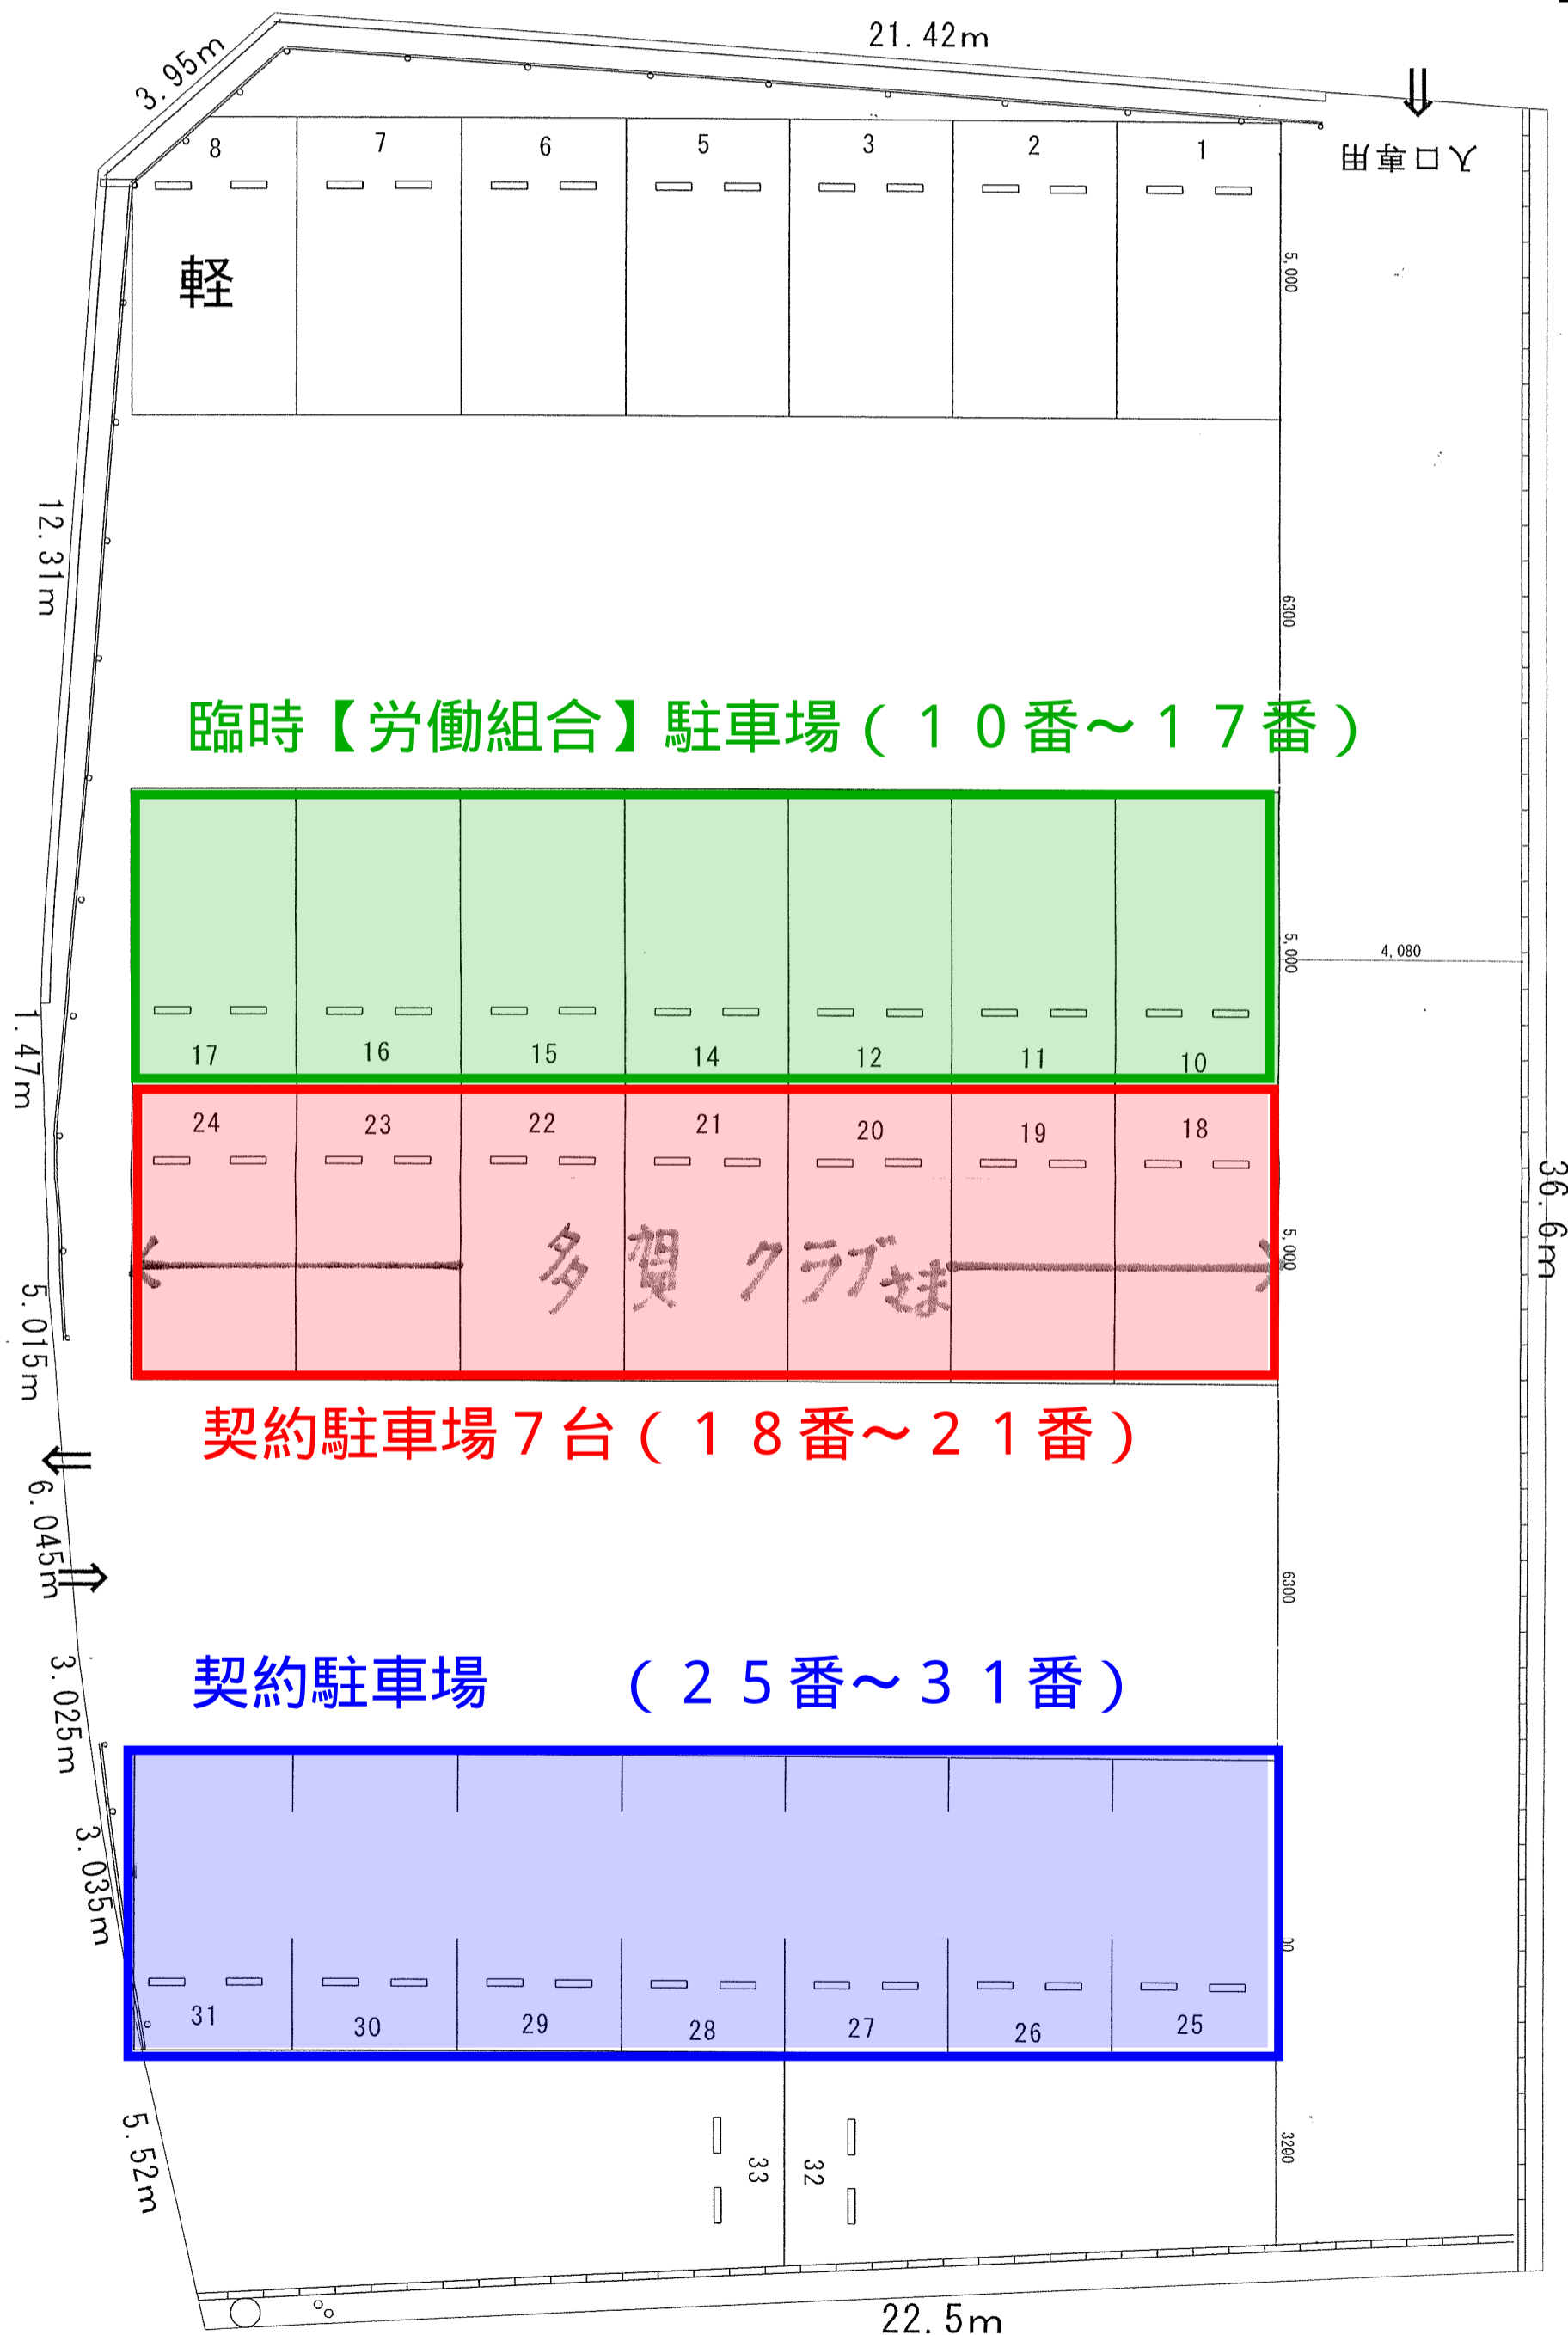 21.42m
3.95m
入口専用
8 7 6 5 3 2 1
軽
5,000
12.31m
6300
臨時【労働組合】駐車場(10番～17番)
5,000
4,080
17 16 15 14 12 11 10
1.47m
24 23 22 21 20 19 18
36.6m
多賀クラブさま
5,000
5.015m
契約駐車場7台(18番～21番)
6.045m
6300
契約駐車場　　(25番～31番)
3.025m
3.035m
00
31 30 29 28 27 26 25
5.52m
33 32
3200
22.5m